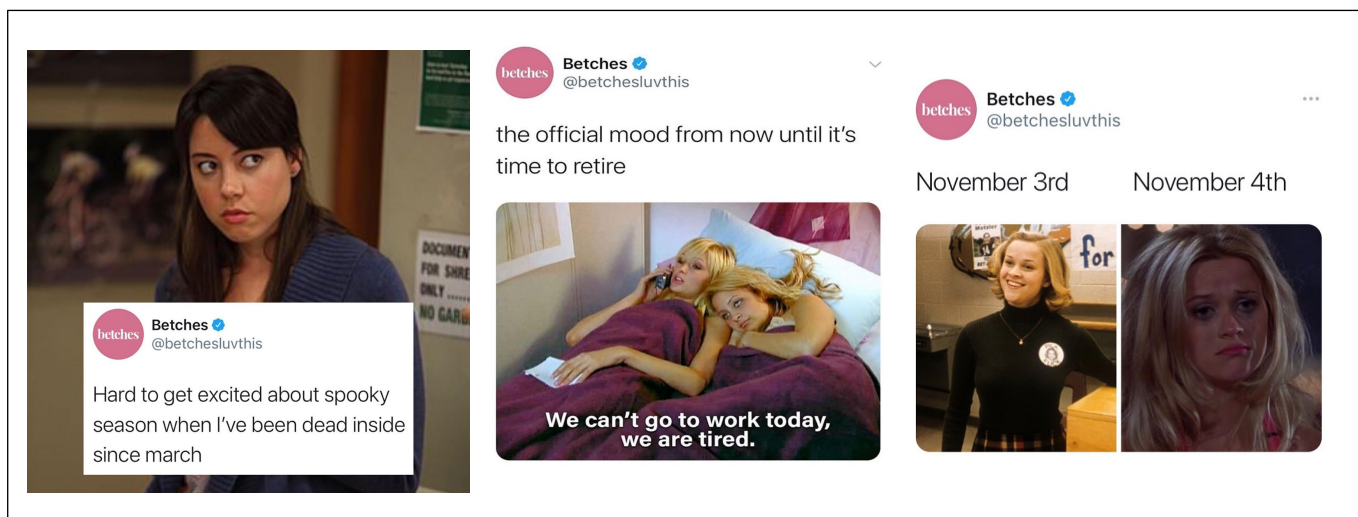 DOCUMEN
FOR SHRE
ONLY
NO GARB
betches
Betches
@betchesluvthis
Hard to get excited about spooky
season when I've been dead inside
since march
betches
Betches
@betchesluvthis
the official mood from now until it's
time to retire
We can't go to work today,
we are tired.
betches
Betches
@betchesluvthis
November 3rd
November 4th
for